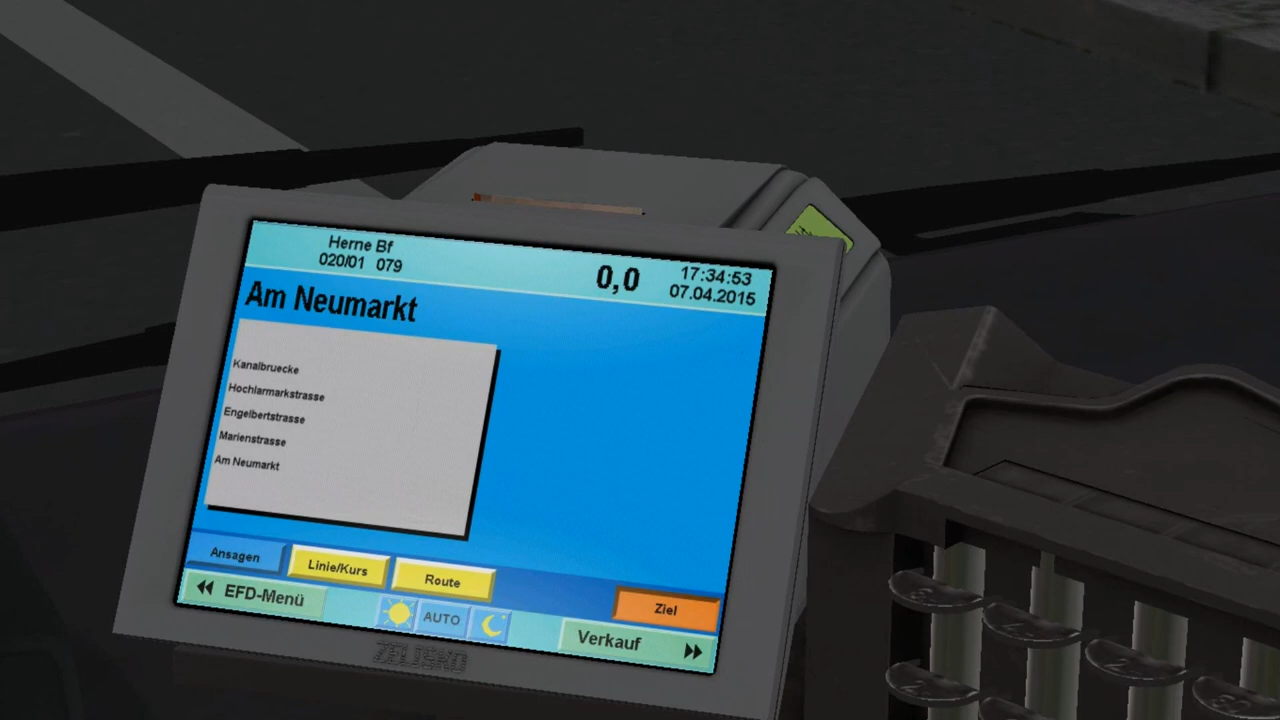 Herne Bf
020/01 079
0,0
17:34:53
07.04.2015
Am Neumarkt
Kanalbruecke
Hochlarmarkstrasse
Engelbertstrasse
Marienstrasse
Am Neumarkt
Ansagen
Linie/Kurs
Route
Ziel
EFD-Menü
AUTO
Verkauf
ZELISKO